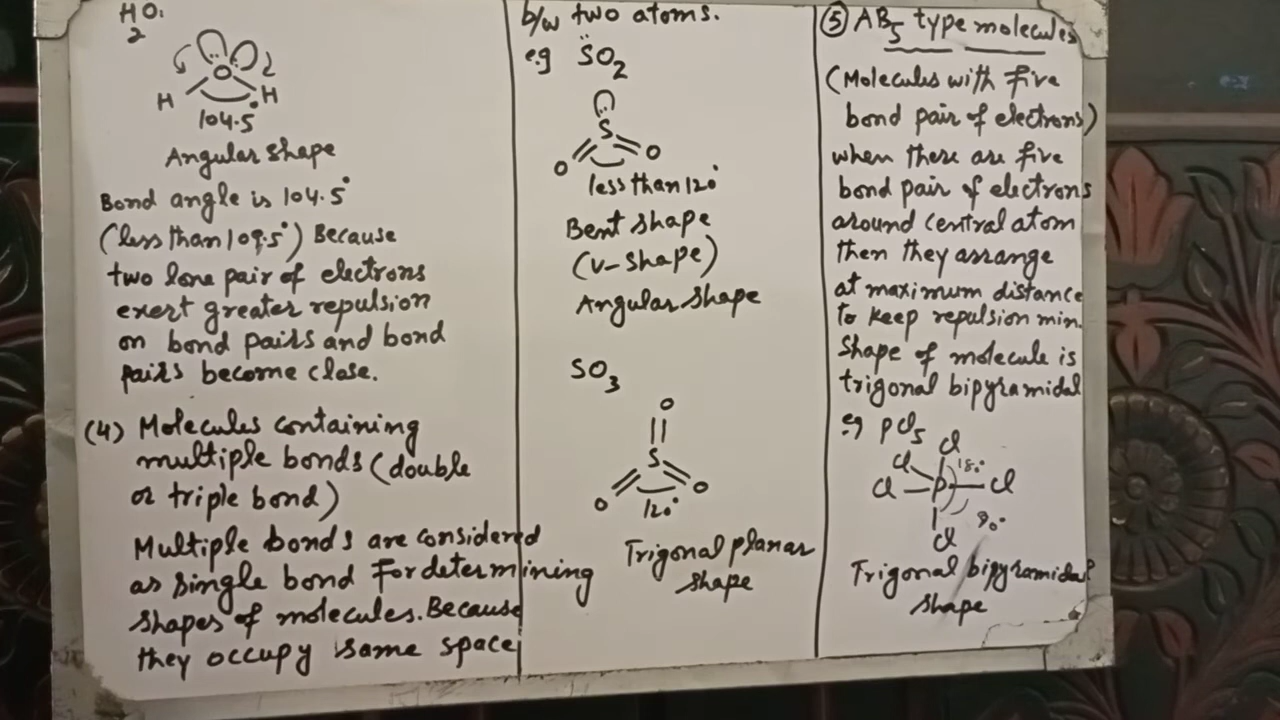 H₂O:
O
H H
104.5°
Angular shape
Bond angle is 104.5°
(less than 109.5°) Because
two lone pair of electrons
exert greater repulsion
on bond pairs and bond
pairs become close.
(4) Molecules containing
multiple bonds (double
or triple bond)
Multiple bonds are considered
as single bond For determining
shapes of molecules. Because
they occupy same space
b/w two atoms.
e.g SO₂
S
O O
less than 120°
Bent shape
(V-shape)
Angular shape
SO₃
O
S
O O
120°
Trigonal planar
shape
⑤ AB₅ type molecules
(Molecules with five
bond pair of electrons)
when there are five
bond pair of electrons
around central atom
then they arrange
at maximum distance
to keep repulsion min.
Shape of molecule is
trigonal bipyramidal
eg PCl₅
Cl
Cl
Cl P Cl
180°
90°
Cl
Trigonal bipyramidal
shape